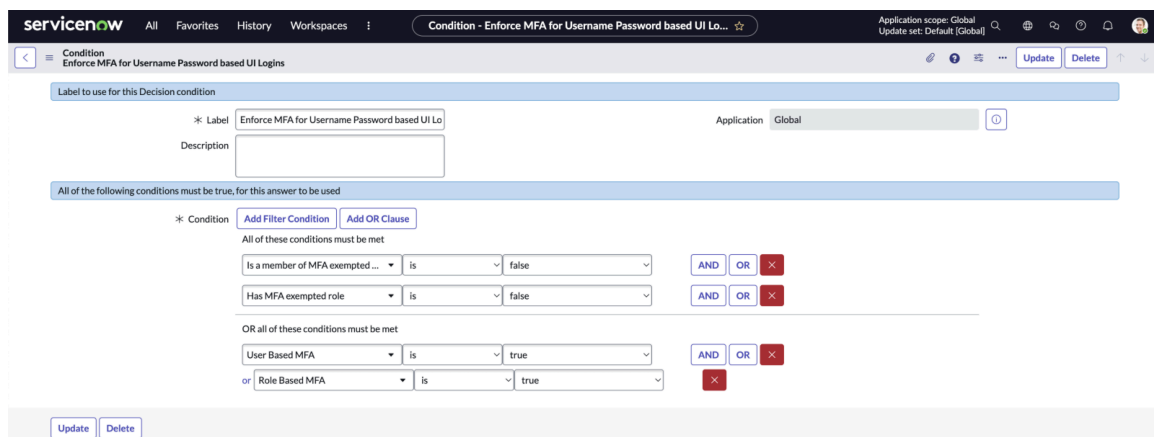 servicenow All Favorites History Workspaces Condition - Enforce MFA for Username Password based UI Lo... Application scope: Global
Update set: Default [Global]
Condition
Enforce MFA for Username Password based UI Logins Update Delete
Label to use for this Decision condition
Label Enforce MFA for Username Password based UI Lo Application Global
Description
All of the following conditions must be true, for this answer to be used
Condition Add Filter Condition Add OR Clause
All of these conditions must be met
Is a member of MFA exempted ... is false AND OR
Has MFA exempted role is false AND OR
OR all of these conditions must be met
User Based MFA is true AND OR
or Role Based MFA is true
Update Delete